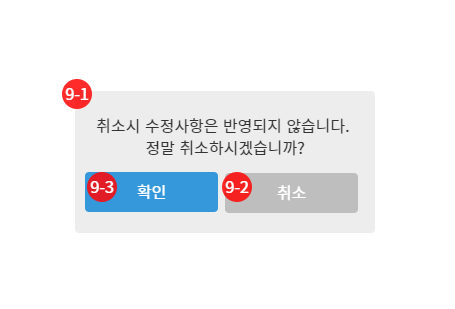 9-1
취소시 수정사항은 반영되지 않습니다.
정말 취소하시겠습니까?
9-3 확인 9-2 취소